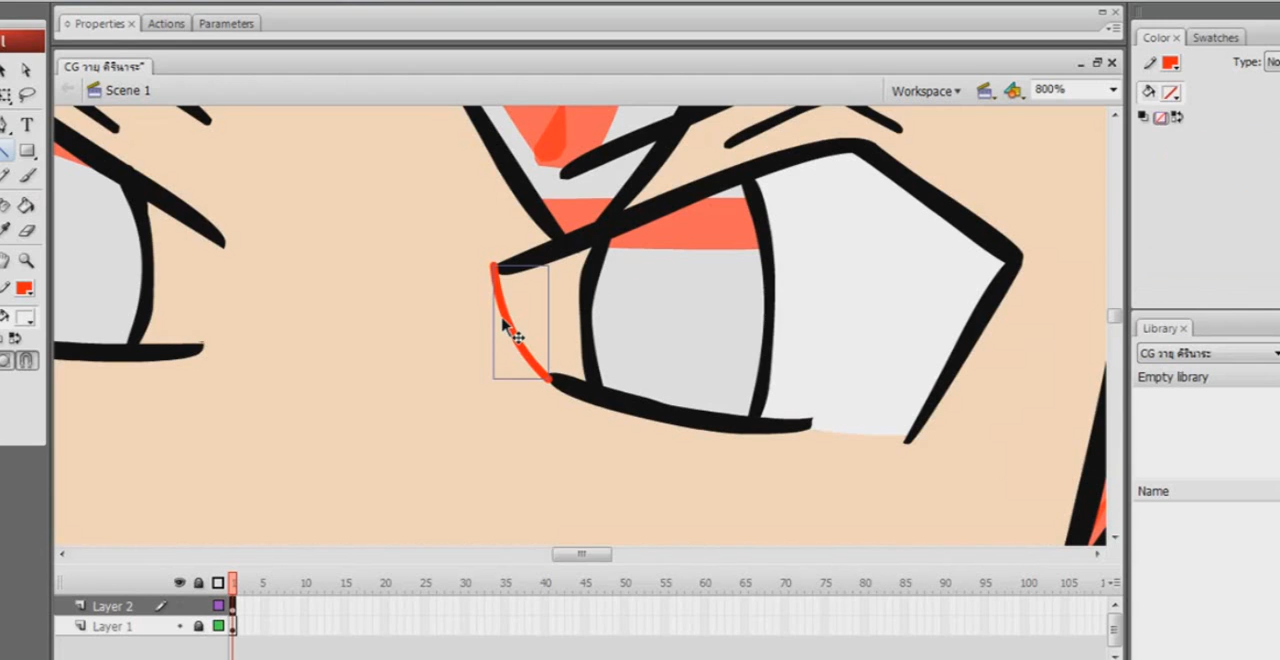 Properties × Actions Parameters
CG วายุ คีรีนาระ*
Scene 1
Workspace 800%
T
Color × Swatches
Type:
Library ×
CG วายุ คีรีนาระ
Empty library
Name
1 5 10 15 20 25 30 35 40 45 50 55 60 65 70 75 80 85 90 95 100 105
Layer 2
Layer 1